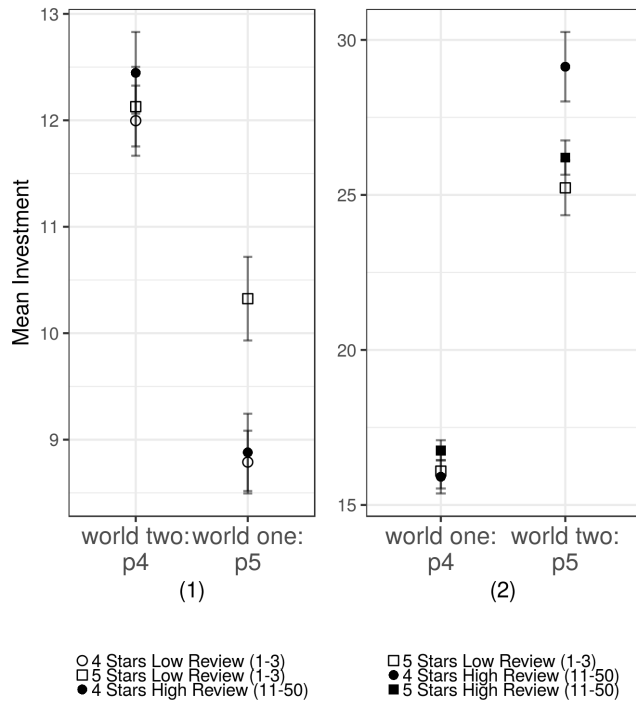 13
12
11
10
9
Mean Investment
world two:
p4
world one:
p5
(1)
30
25
20
15
world one:
p4
world two:
p5
(2)
4 Stars Low Review (1-3)
5 Stars Low Review (1-3)
4 Stars High Review (11-50)
5 Stars Low Review (1-3)
4 Stars High Review (11-50)
5 Stars High Review (11-50)